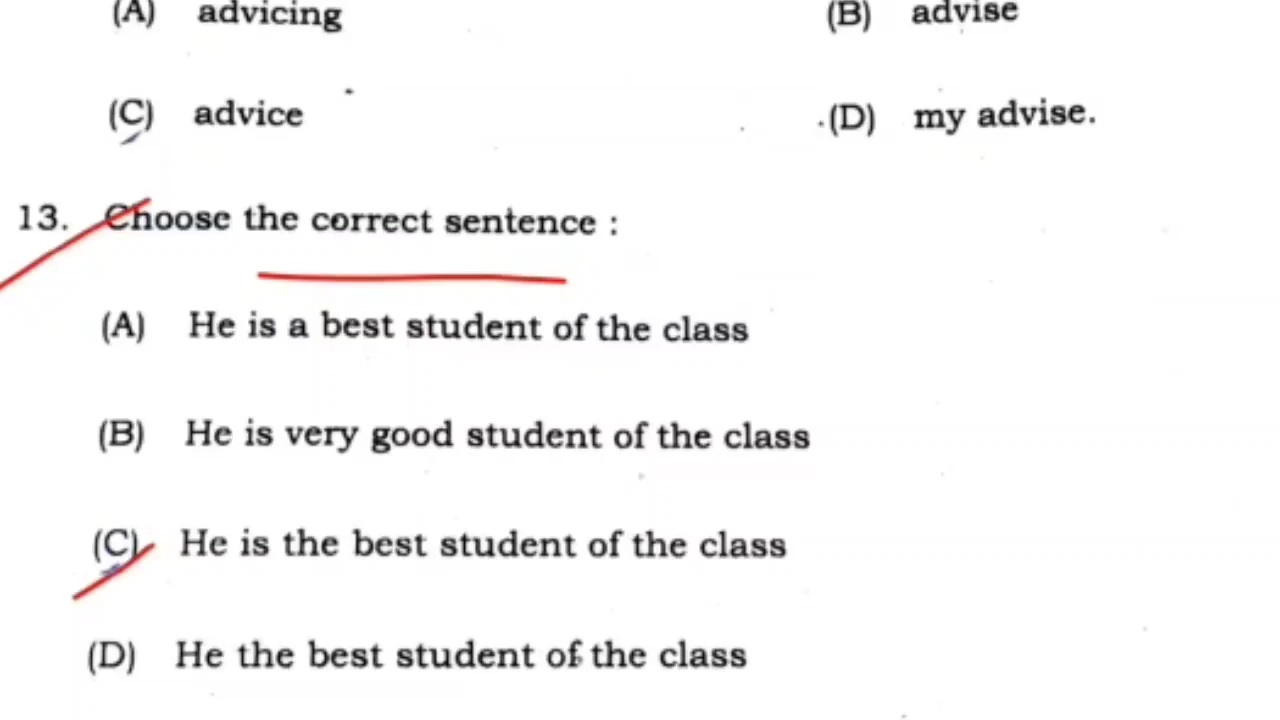 (A) advicing (B) advise
(C) advice (D) my advise.
13. Choose the correct sentence :
(A) He is a best student of the class
(B) He is very good student of the class
(C) He is the best student of the class
(D) He the best student of the class